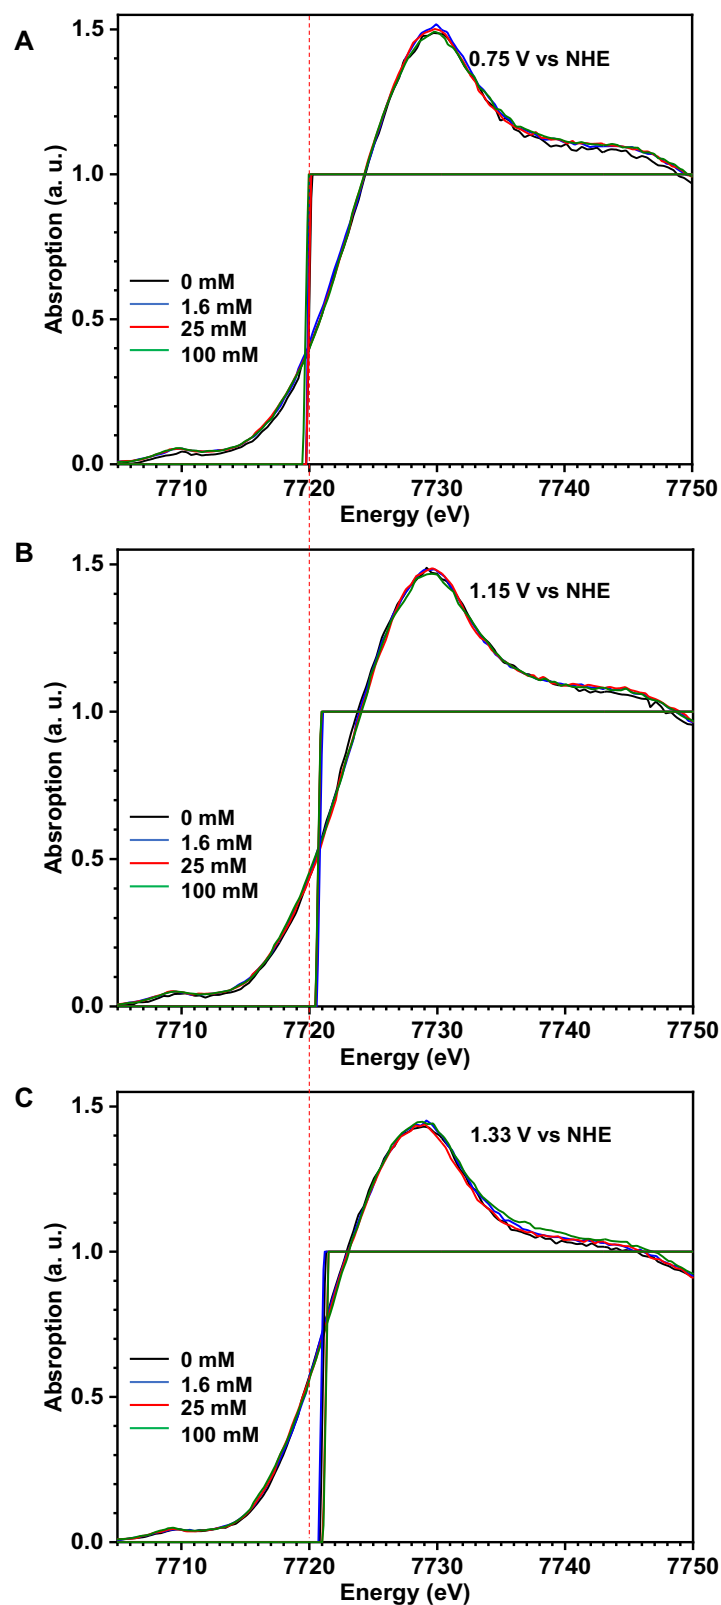 A
1.5
0.75 V vs NHE
1.0
Absroption (a. u.)
0 mM
1.6 mM
25 mM
100 mM
0.5
0.0
7710 7720 7730 7740 7750
Energy (eV)
B
1.5
1.15 V vs NHE
1.0
Absroption (a. u.)
0 mM
1.6 mM
25 mM
100 mM
0.5
0.0
7710 7720 7730 7740 7750
Energy (eV)
C
1.5
1.33 V vs NHE
1.0
Absroption (a. u.)
0 mM
1.6 mM
25 mM
100 mM
0.5
0.0
7710 7720 7730 7740 7750
Energy (eV)